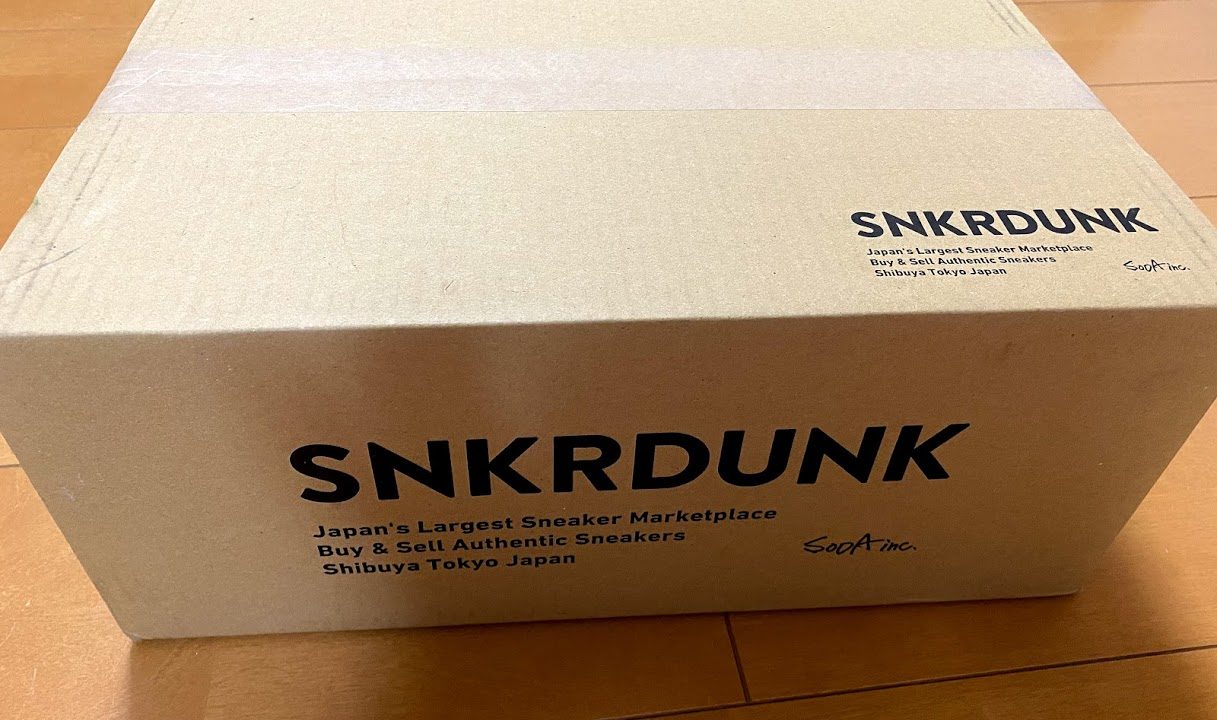 SNKRDUNK
Japan's Largest Sneaker Marketplace
Buy & Sell Authentic Sneakers
Shibuya Tokyo Japan
SODA inc.
SNKRDUNK
Japan's Largest Sneaker Marketplace
Buy & Sell Authentic Sneakers
Shibuya Tokyo Japan
SODA inc.